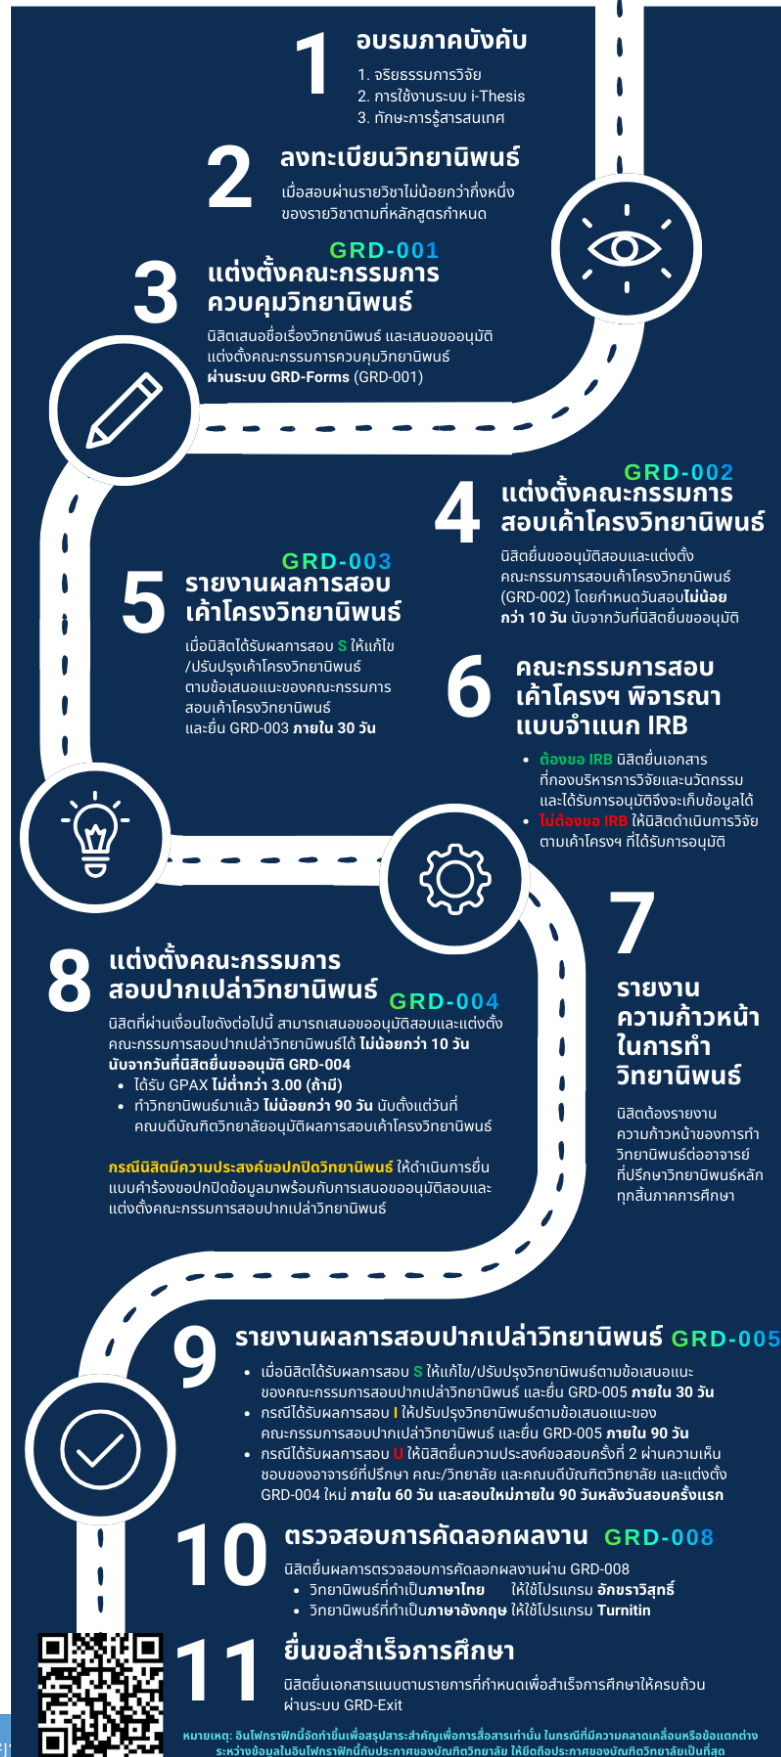 1
อบรมภาคบังคับ
1. จริยธรรมการวิจัย
2. การใช้งานระบบ i-Thesis
3. ทักษะการรู้สารสนเทศ
2
ลงทะเบียนวิทยานิพนธ์
เมื่อสอบผ่านรายวิชาไม่น้อยกว่ากึ่งหนึ่ง
ของรายวิชาตามที่หลักสูตรกำหนด
GRD-001
3
แต่งตั้งคณะกรรมการ
ควบคุมวิทยานิพนธ์
นิสิตเสนอชื่อเรื่องวิทยานิพนธ์ และเสนอขออนุมัติ
แต่งตั้งคณะกรรมการควบคุมวิทยานิพนธ์
ผ่านระบบ GRD-Forms (GRD-001)
GRD-002
4
แต่งตั้งคณะกรรมการ
สอบเค้าโครงวิทยานิพนธ์
นิสิตยื่นขออนุมัติสอบและแต่งตั้ง
คณะกรรมการสอบเค้าโครงวิทยานิพนธ์
(GRD-002) โดยกำหนดวันสอบไม่น้อย
กว่า 10 วัน นับจากวันที่นิสิตยื่นขออนุมัติ
GRD-003
5
รายงานผลการสอบ
เค้าโครงวิทยานิพนธ์
เมื่อนิสิตได้รับผลการสอบ S ให้แก้ไข
/ปรับปรุงเค้าโครงวิทยานิพนธ์
ตามข้อเสนอแนะของคณะกรรมการ
สอบเค้าโครงวิทยานิพนธ์
และยื่น GRD-003 ภายใน 30 วัน
6
คณะกรรมการสอบ
เค้าโครงฯ พิจารณา
แบบจำแนก IRB
• ต้องขอ IRB นิสิตยื่นเอกสาร
ที่กองบริหารการวิจัยและนวัตกรรม
และได้รับการอนุมัติจึงจะเก็บข้อมูลได้
• ไม่ต้องขอ IRB ให้นิสิตดำเนินการวิจัย
ตามเค้าโครงฯ ที่ได้รับการอนุมัติ
7
รายงาน
ความก้าวหน้า
ในการทำ
วิทยานิพนธ์
นิสิตต้องรายงาน
ความก้าวหน้าของการทำ
วิทยานิพนธ์ต่ออาจารย์
ที่ปรึกษาวิทยานิพนธ์หลัก
ทุกสิ้นภาคการศึกษา
8
แต่งตั้งคณะกรรมการ
สอบปากเปล่าวิทยานิพนธ์ GRD-004
นิสิตที่ผ่านเงื่อนไขดังต่อไปนี้ สามารถเสนอขออนุมัติสอบและแต่งตั้ง
คณะกรรมการสอบปากเปล่าวิทยานิพนธ์ได้ ไม่น้อยกว่า 10 วัน
นับจากวันที่นิสิตยื่นขออนุมัติ GRD-004
• ได้รับ GPAX ไม่ต่ำกว่า 3.00 (ถ้ามี)
• ทำวิทยานิพนธ์มาแล้ว ไม่น้อยกว่า 90 วัน นับตั้งแต่วันที่
คณบดีบัณฑิตวิทยาลัยอนุมัติผลการสอบเค้าโครงวิทยานิพนธ์
กรณีนิสิตมีความประสงค์ขอปกปิดวิทยานิพนธ์ ให้ดำเนินการยื่น
แบบคำร้องขอปกปิดข้อมูลมาพร้อมกับการเสนอขออนุมัติสอบและ
แต่งตั้งคณะกรรมการสอบปากเปล่าวิทยานิพนธ์
9
รายงานผลการสอบปากเปล่าวิทยานิพนธ์ GRD-005
• เมื่อนิสิตได้รับผลการสอบ S ให้แก้ไข/ปรับปรุงวิทยานิพนธ์ตามข้อเสนอแนะ
ของคณะกรรมการสอบปากเปล่าวิทยานิพนธ์ และยื่น GRD-005 ภายใน 30 วัน
• กรณีได้รับผลการสอบ I ให้ปรับปรุงวิทยานิพนธ์ตามข้อเสนอแนะของ
คณะกรรมการสอบปากเปล่าวิทยานิพนธ์ และยื่น GRD-005 ภายใน 90 วัน
• กรณีได้รับผลการสอบ U ให้นิสิตยื่นความประสงค์ขอสอบครั้งที่ 2 ผ่านความเห็น
ชอบของอาจารย์ที่ปรึกษา คณะ/วิทยาลัย และคณบดีบัณฑิตวิทยาลัย และแต่งตั้ง
GRD-004 ใหม่ ภายใน 60 วัน และสอบใหม่ภายใน 90 วันหลังวันสอบครั้งแรก
10
ตรวจสอบการคัดลอกผลงาน GRD-008
นิสิตยื่นผลการตรวจสอบการคัดลอกผลงานผ่าน GRD-008
• วิทยานิพนธ์ที่ทำเป็นภาษาไทย ให้ใช้โปรแกรม อักขราวิสุทธิ์
• วิทยานิพนธ์ที่ทำเป็นภาษาอังกฤษ ให้ใช้โปรแกรม Turnitin
11
ยื่นขอสำเร็จการศึกษา
นิสิตยื่นเอกสารแนบตามรายการที่กำหนดเพื่อสำเร็จการศึกษาให้ครบถ้วน
ผ่านระบบ GRD-Exit
หมายเหตุ: อินโฟกราฟิกนี้จัดทำขึ้นเพื่อสรุปสาระสำคัญเพื่อการสื่อสารเท่านั้น ในกรณีที่มีความคลาดเคลื่อนหรือข้อแตกต่าง
ระหว่างข้อมูลในอินโฟกราฟิกนี้กับประกาศของบัณฑิตวิทยาลัย ให้ยึดถือประกาศของบัณฑิตวิทยาลัยเป็นที่สุด